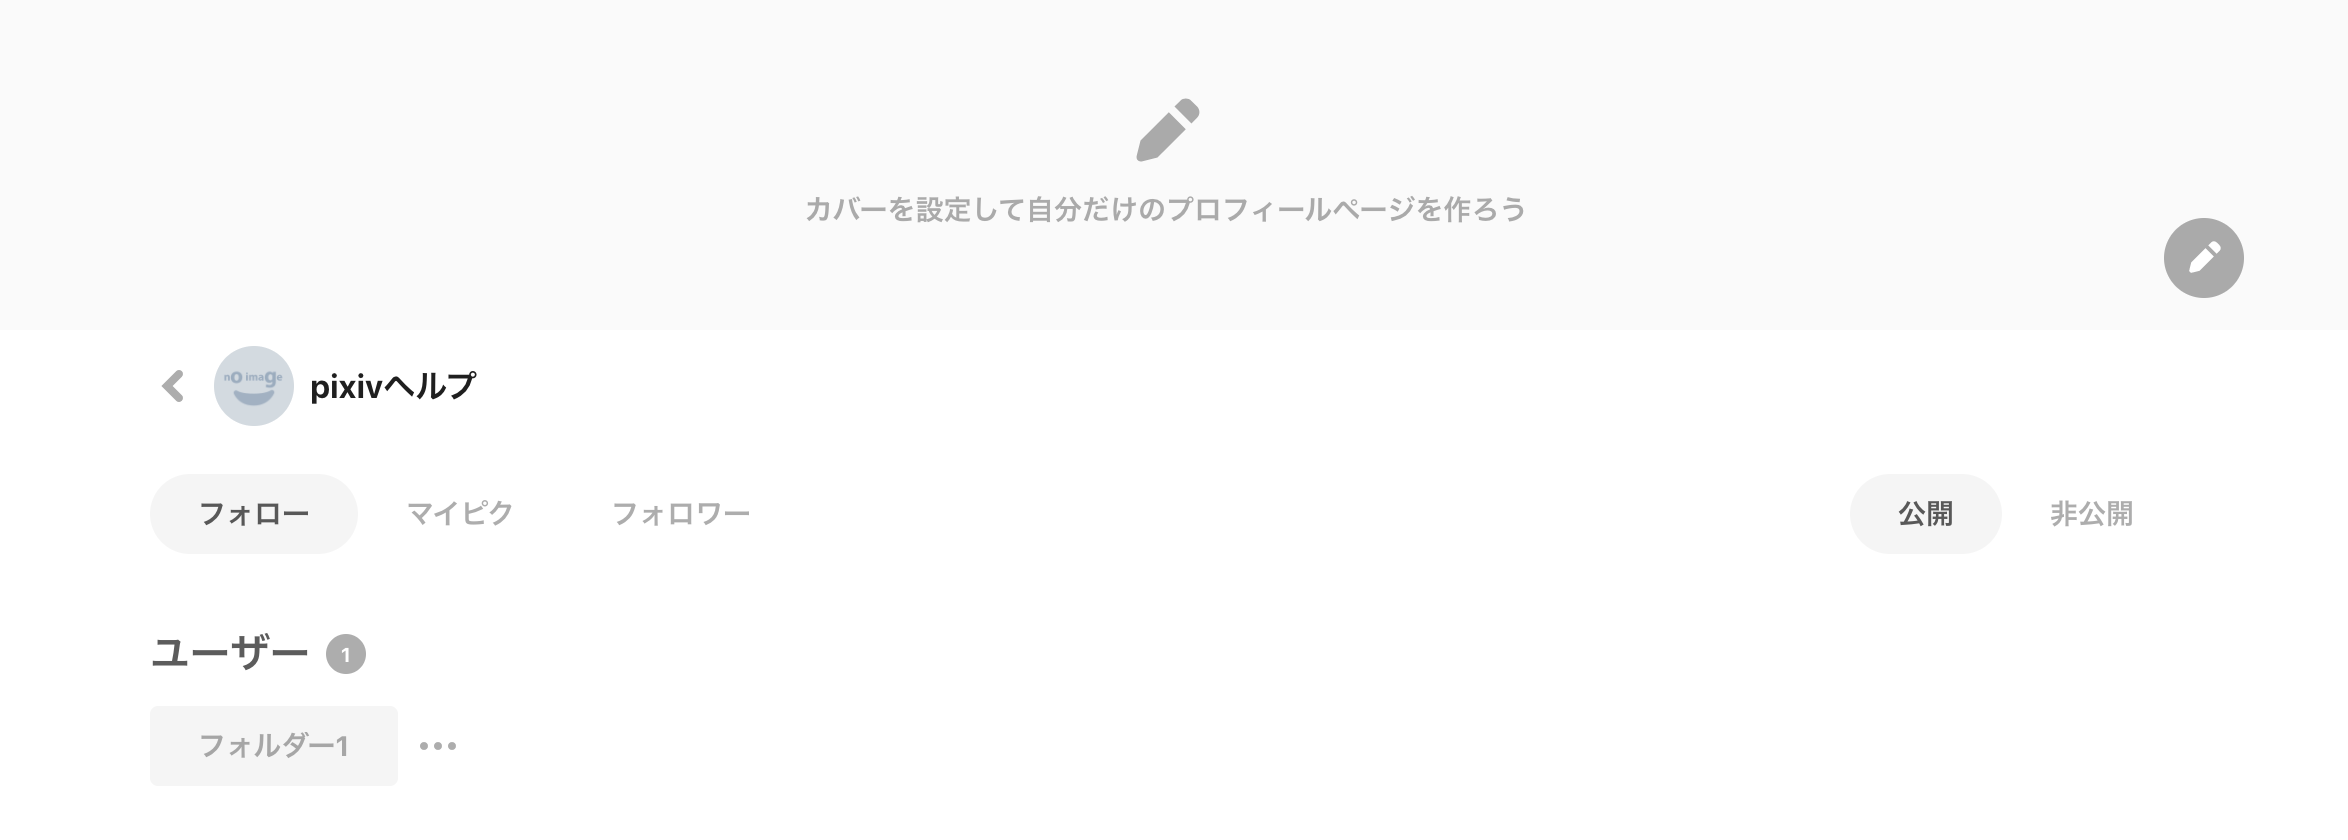 カバーを設定して自分だけのプロフィールページを作ろう
no image
pixivヘルプ
フォロー マイピク フォロワー 公開 非公開
ユーザー 1
フォルダー1